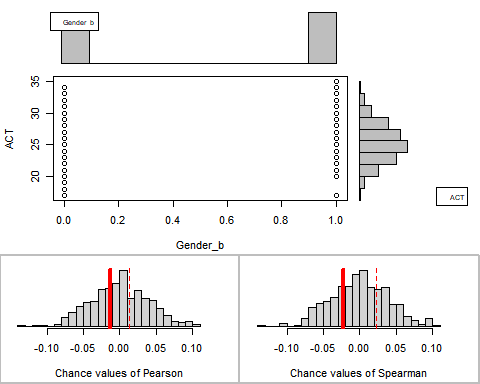 Gender_b
35
30
25
20
ACT
ACT
0.0 0.2 0.4 0.6 0.8 1.0
Gender_b
-0.10 -0.05 0.00 0.05 0.10
Chance values of Pearson
-0.10 -0.05 0.00 0.05 0.10
Chance values of Spearman